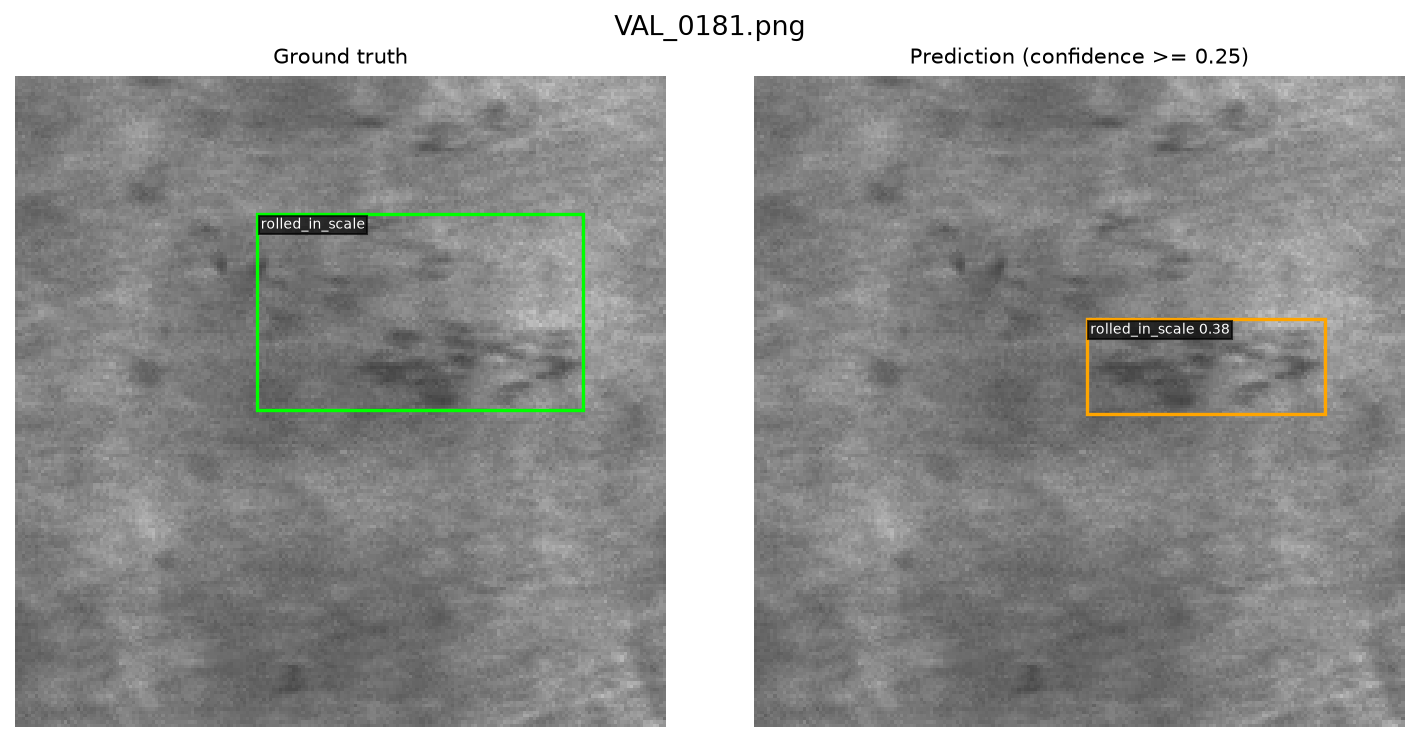 VAL_0181.png
Ground truth
Prediction (confidence >= 0.25)
rolled_in_scale
rolled_in_scale 0.38